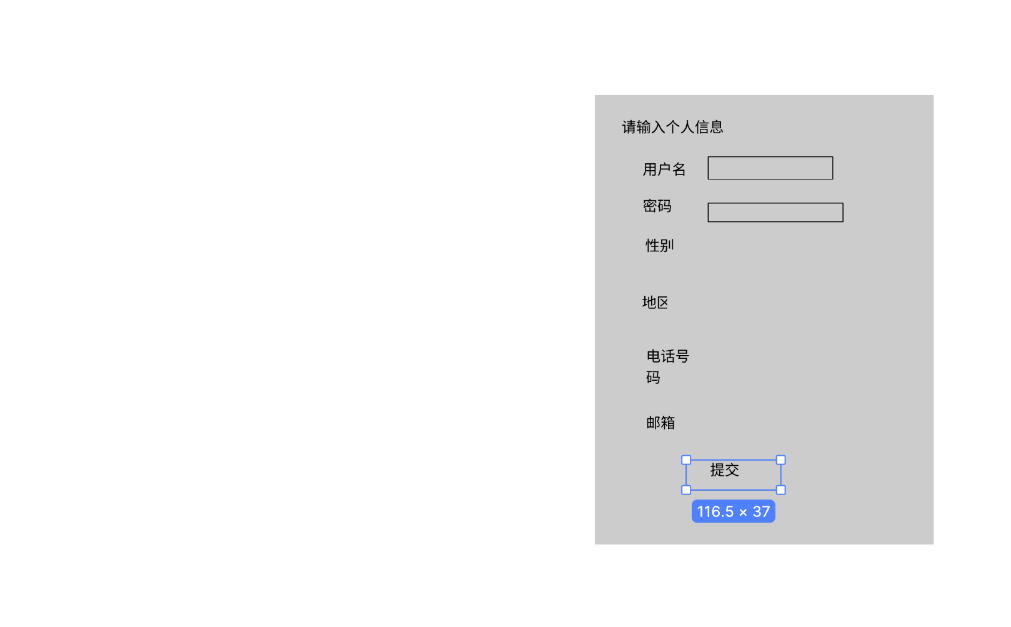 请输入个人信息
用户名
密码
性别
地区
电话号
码
邮箱
提交
116.5 × 37